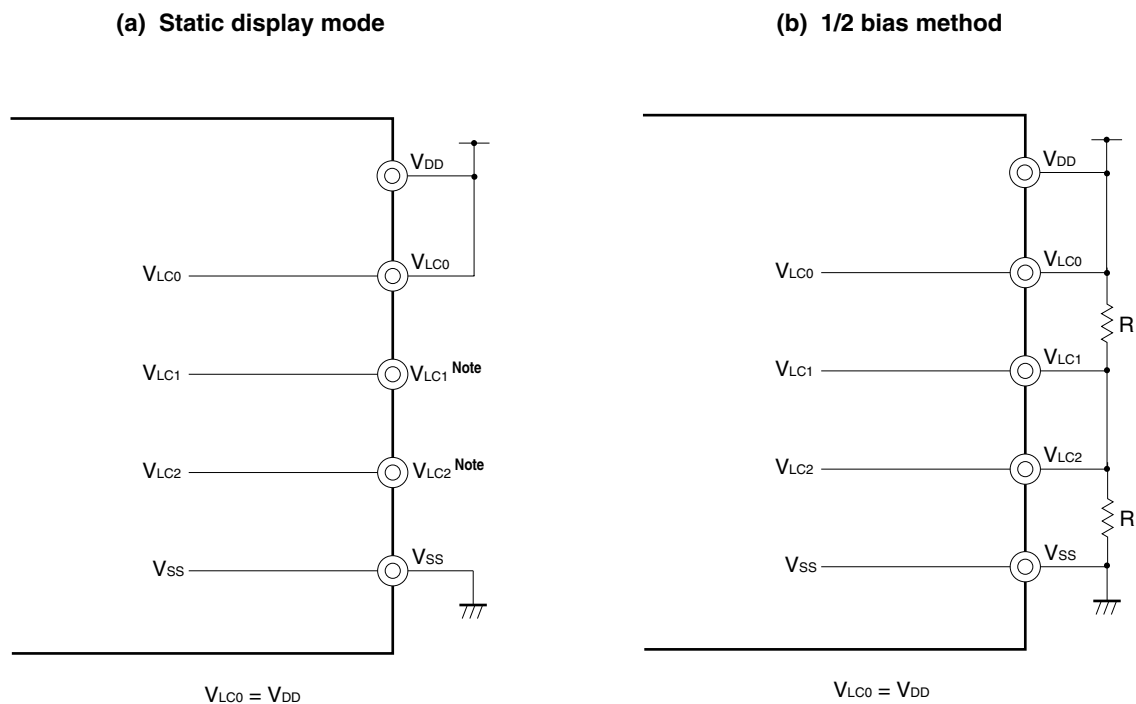 (a) Static display mode
VDD
VLC0 VLC0
VLC1 VLC1 Note
VLC2 VLC2 Note
VSS VSS
VLC0 = VDD
(b) 1/2 bias method
VDD
VLC0 VLC0
R
VLC1 VLC1
VLC2 VLC2
R
VSS VSS
VLC0 = VDD